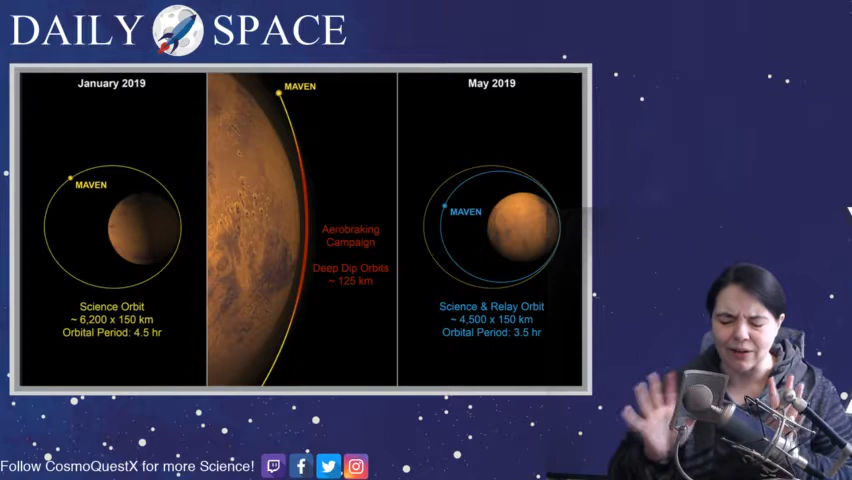 DAILY SPACE
January 2019
MAVEN
Science Orbit
~ 6,200 x 150 km
Orbital Period: 4.5 hr
MAVEN
Aerobraking
Campaign
Deep Dip Orbits
~ 125 km
May 2019
MAVEN
Science & Relay Orbit
~ 4,500 x 150 km
Orbital Period: 3.5 hr
Follow CosmoQuestX for more Science!